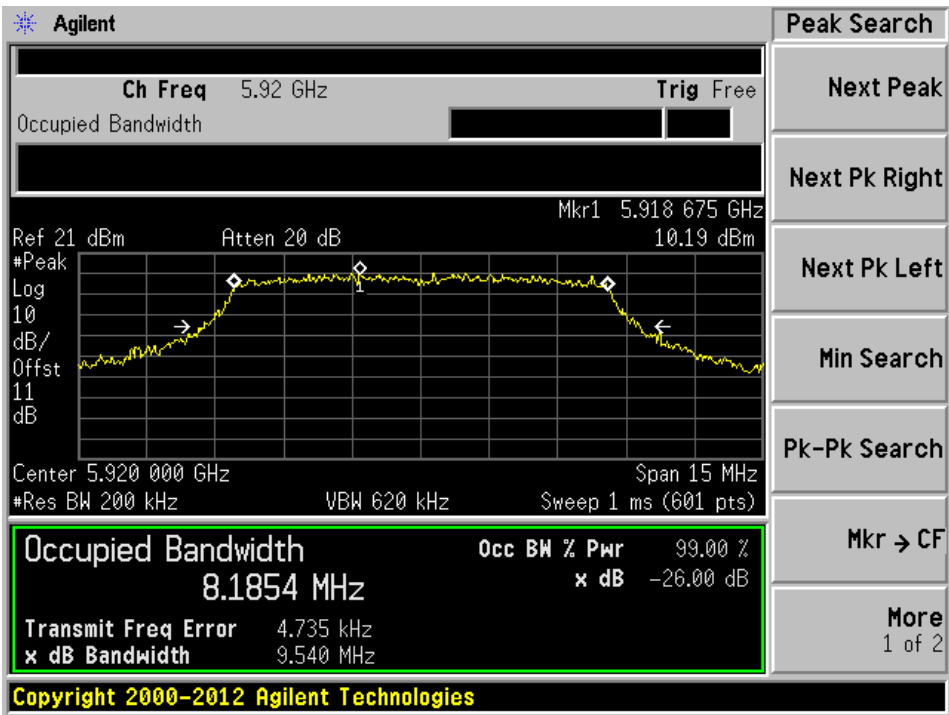 Agilent
Peak Search
Ch Freq 5.92 GHz Trig Free
Occupied Bandwidth
Next Peak
Next Pk Right
Mkr1 5.918 675 GHz
Ref 21 dBm Atten 20 dB 10.19 dBm
#Peak
Log
10
dB/
Offst
11
dB
1
Next Pk Left
Min Search
Pk-Pk Search
Center 5.920 000 GHz Span 15 MHz
#Res BW 200 kHz VBW 620 kHz Sweep 1 ms (601 pts)
Occupied Bandwidth Occ BW % Pwr 99.00 %
8.1854 MHz x dB -26.00 dB
Transmit Freq Error 4.735 kHz
x dB Bandwidth 9.540 MHz
Mkr → CF
More
1 of 2
Copyright 2000-2012 Agilent Technologies